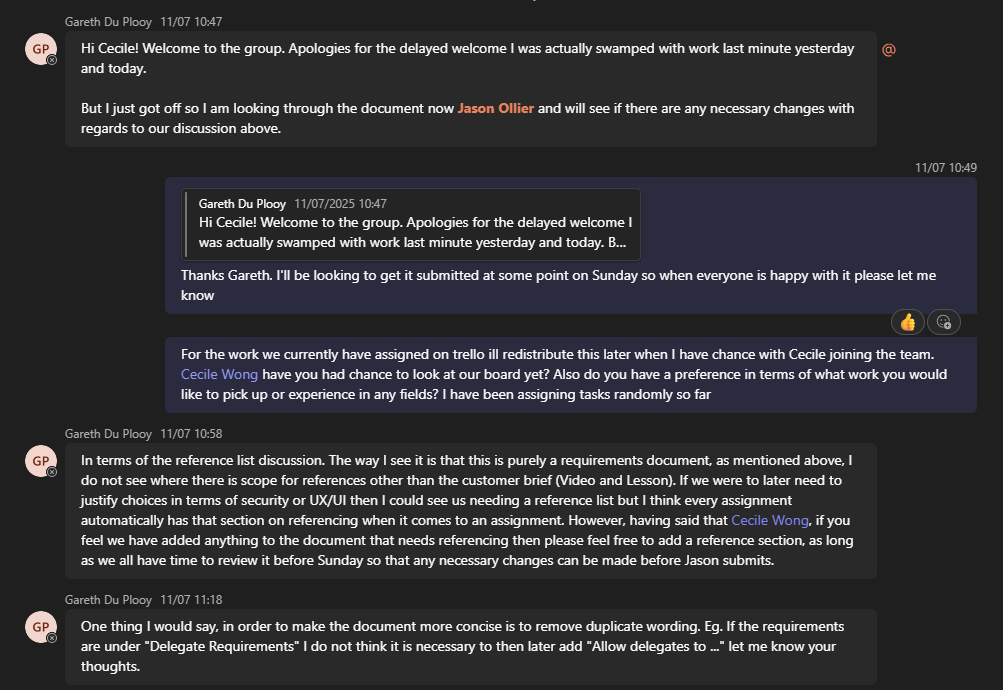 Gareth Du Plooy 11/07 10:47
GP
Hi Cecile! Welcome to the group. Apologies for the delayed welcome I was actually swamped with work last minute yesterday
and today.
@
But I just got off so I am looking through the document now Jason Ollier and will see if there are any necessary changes with
regards to our discussion above.
11/07 10:49
Gareth Du Plooy 11/07/2025 10:47
Hi Cecile! Welcome to the group. Apologies for the delayed welcome I
was actually swamped with work last minute yesterday and today. B...
Thanks Gareth. I'll be looking to get it submitted at some point on Sunday so when everyone is happy with it please let me
know
For the work we currently have assigned on trello ill redistribute this later when I have chance with Cecile joining the team.
Cecile Wong have you had chance to look at our board yet? Also do you have a preference in terms of what work you would
like to pick up or experience in any fields? I have been assigning tasks randomly so far
Gareth Du Plooy 11/07 10:58
GP
In terms of the reference list discussion. The way I see it is that this is purely a requirements document, as mentioned above, I
do not see where there is scope for references other than the customer brief (Video and Lesson). If we were to later need to
justify choices in terms of security or UX/UI then I could see us needing a reference list but I think every assignment
automatically has that section on referencing when it comes to an assignment. However, having said that Cecile Wong, if you
feel we have added anything to the document that needs referencing then please feel free to add a reference section, as long
as we all have time to review it before Sunday so that any necessary changes can be made before Jason submits.
Gareth Du Plooy 11/07 11:18
GP
One thing I would say, in order to make the document more concise is to remove duplicate wording. Eg. If the requirements
are under "Delegate Requirements" I do not think it is necessary to then later add "Allow delegates to ..." let me know your
thoughts.